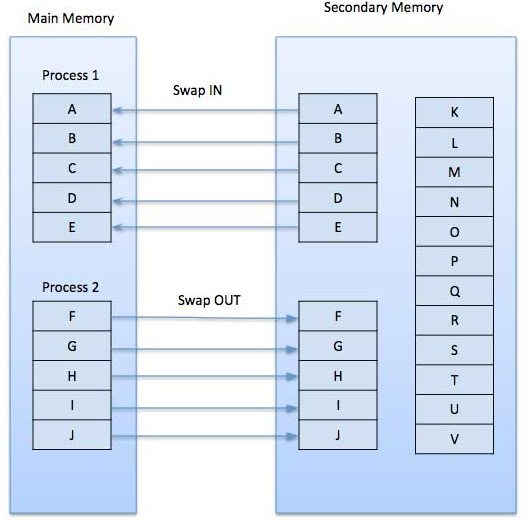 Main Memory
Secondary Memory
Process 1
Swap IN
A
B
C
D
E
A
B
C
D
E
Process 2
Swap OUT
F
G
H
I
J
F
G
H
I
J
K
L
M
N
O
P
Q
R
S
T
U
V